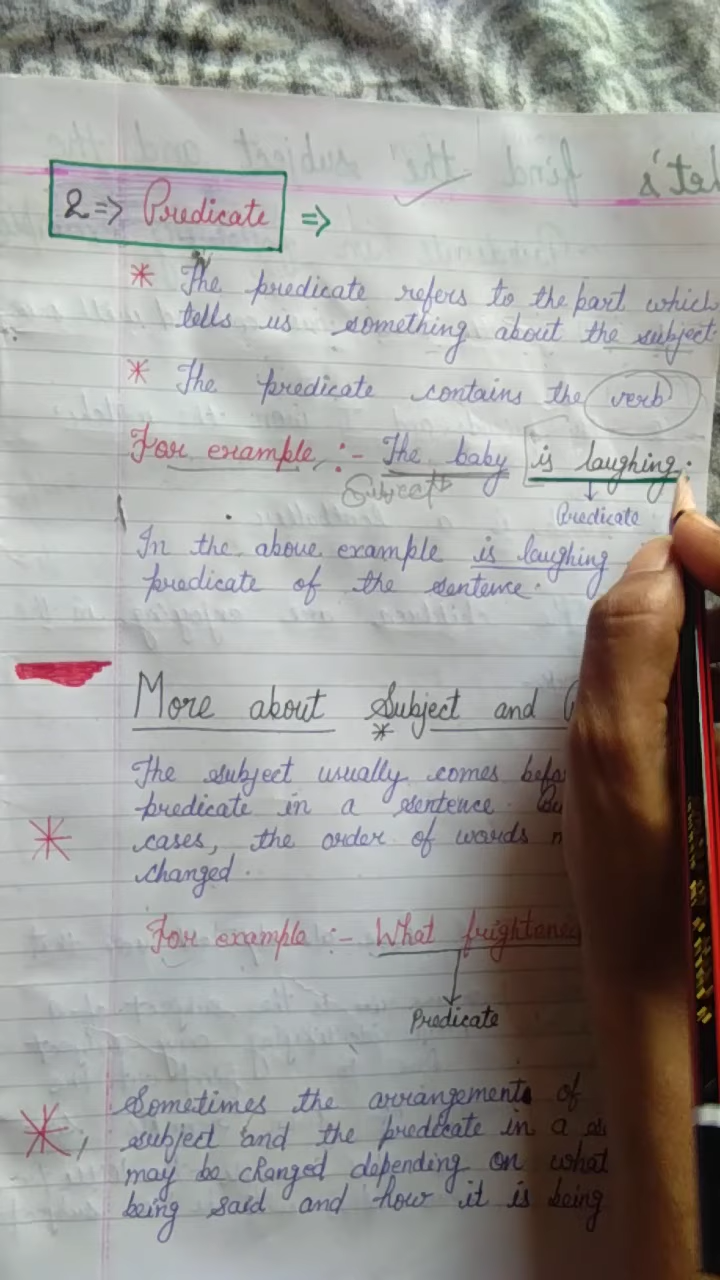 2 => Predicate =>
* The predicate refers to the part which
tells us something about the subject
* The predicate contains the verb
For example :- The baby is laughing.
Subject
Predicate
In the above example is laughing
predicate of the sentence.
More about Subject and
*
The subject usually comes
predicate in a sentence.
* cases, the order of words
changed.
For example :- What frightened
Predicate
Sometimes the arrangements of
* subject and the predicate in a
may be changed depending on what
being said and how it is being